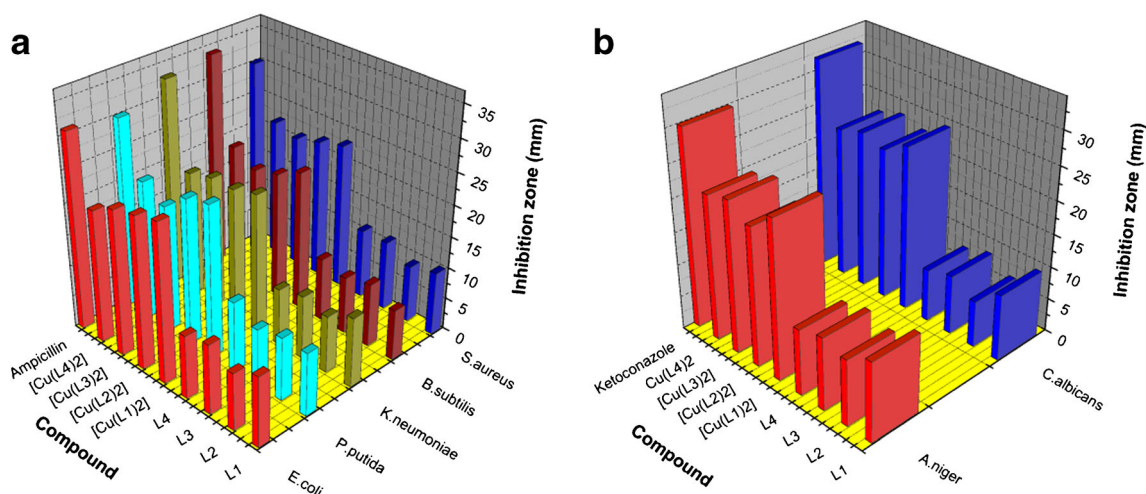 a
35
30
25
20
15
10
5
0
Inhibition zone (mm)
Ampicillin
[Cu(L4)2]
[Cu(L3)2]
[Cu(L2)2]
[Cu(L1)2]
L4
L3
L2
L1
Compound
S.aureus
B.subtilis
K.neumoniae
P.putida
E.coli
b
30
25
20
15
10
5
0
Inhibition zone (mm)
Ketoconazole
Cu(L4)2
[Cu(L3)2]
[Cu(L2)2]
[Cu(L1)2]
L4
L3
L2
L1
Compound
C.albicans
A.niger